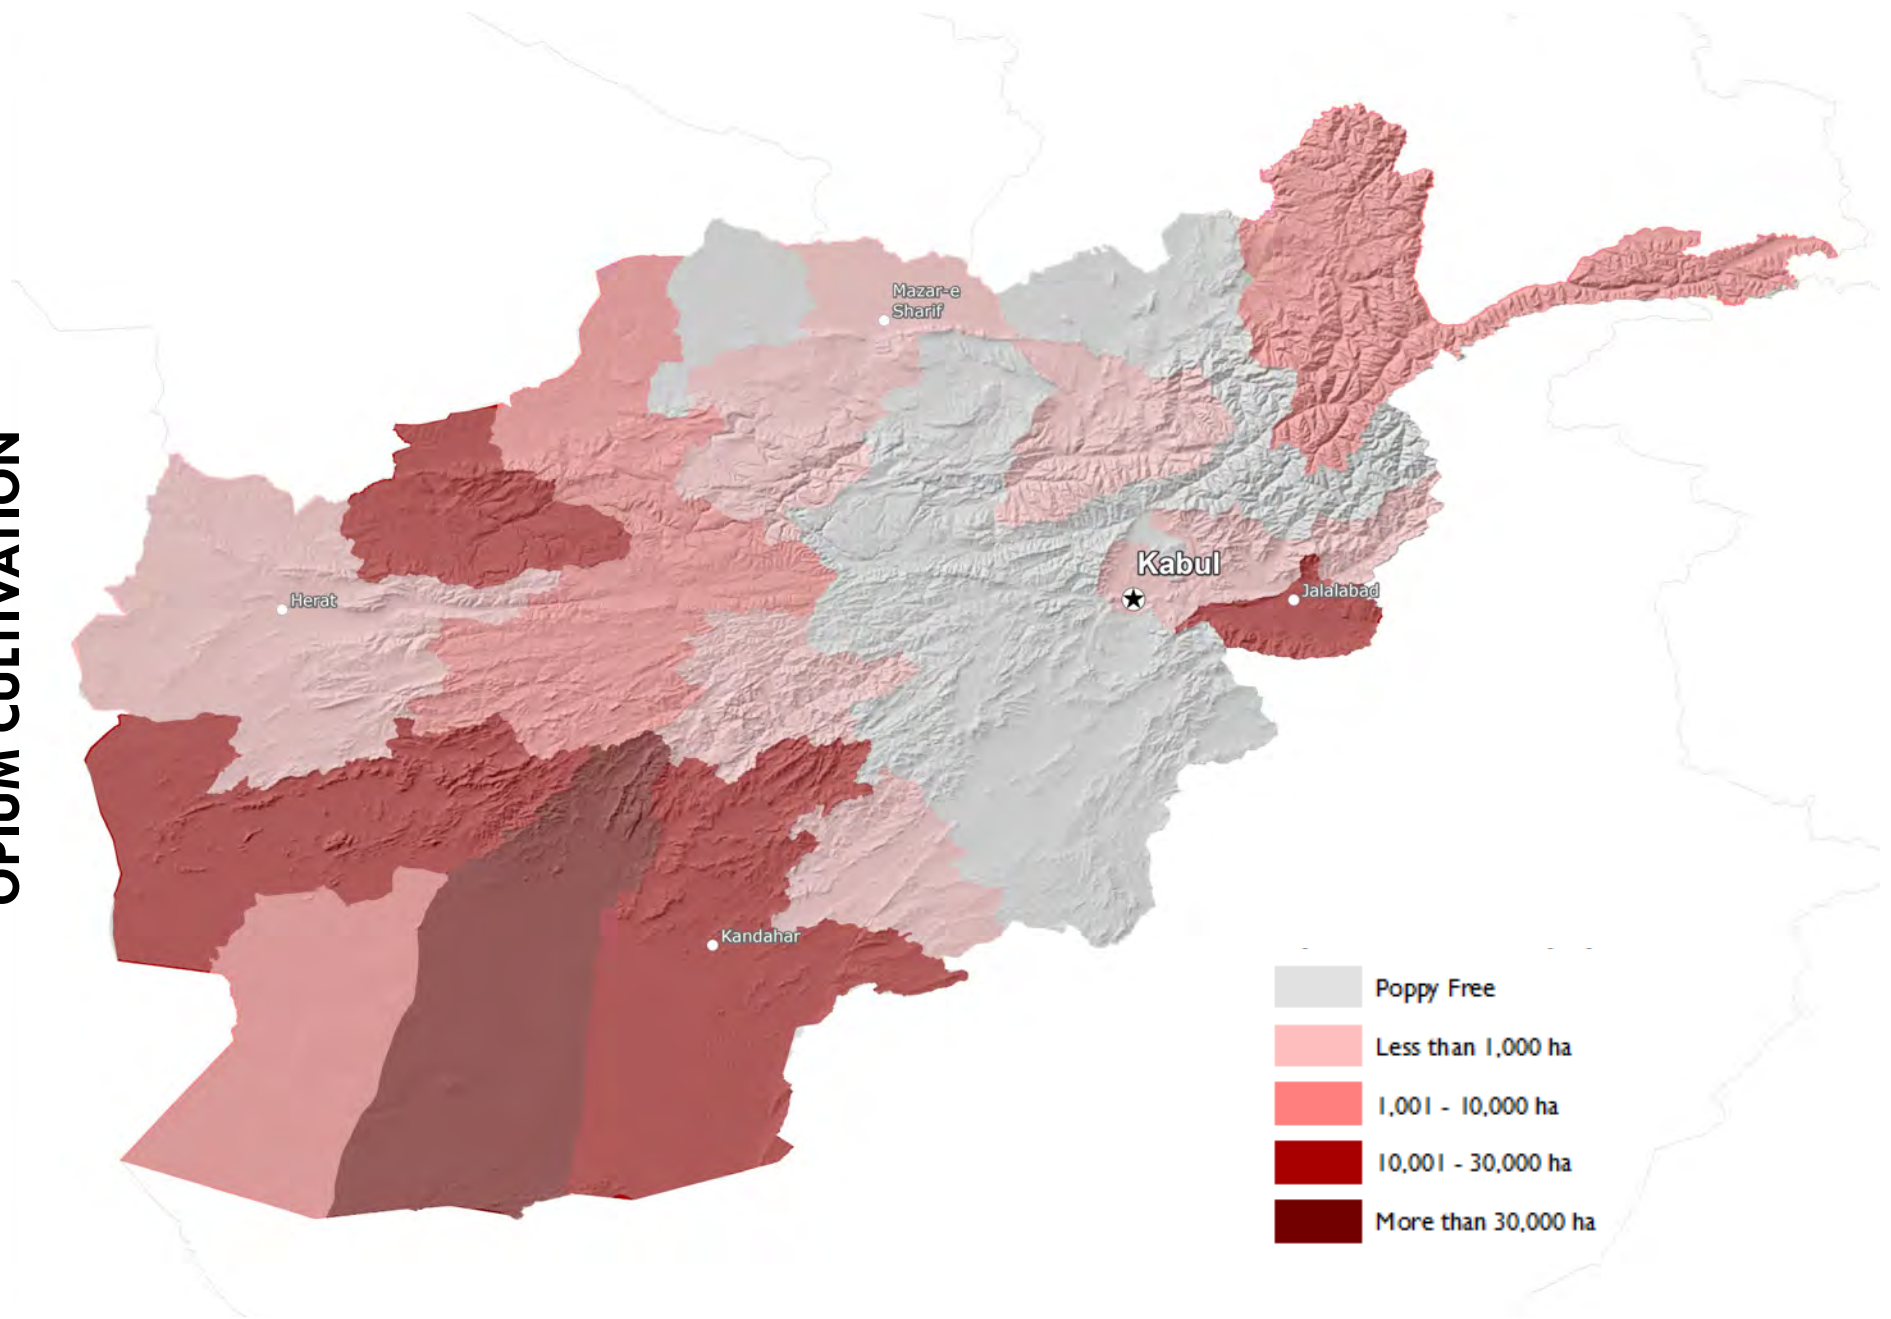 OPIUM CULTIVATION
Mazar-e
Sharif
Kabul
Jalalabad
Herat
Kandahar
Poppy Free
Less than 1,000 ha
1,001 - 10,000 ha
10,001 - 30,000 ha
More than 30,000 ha